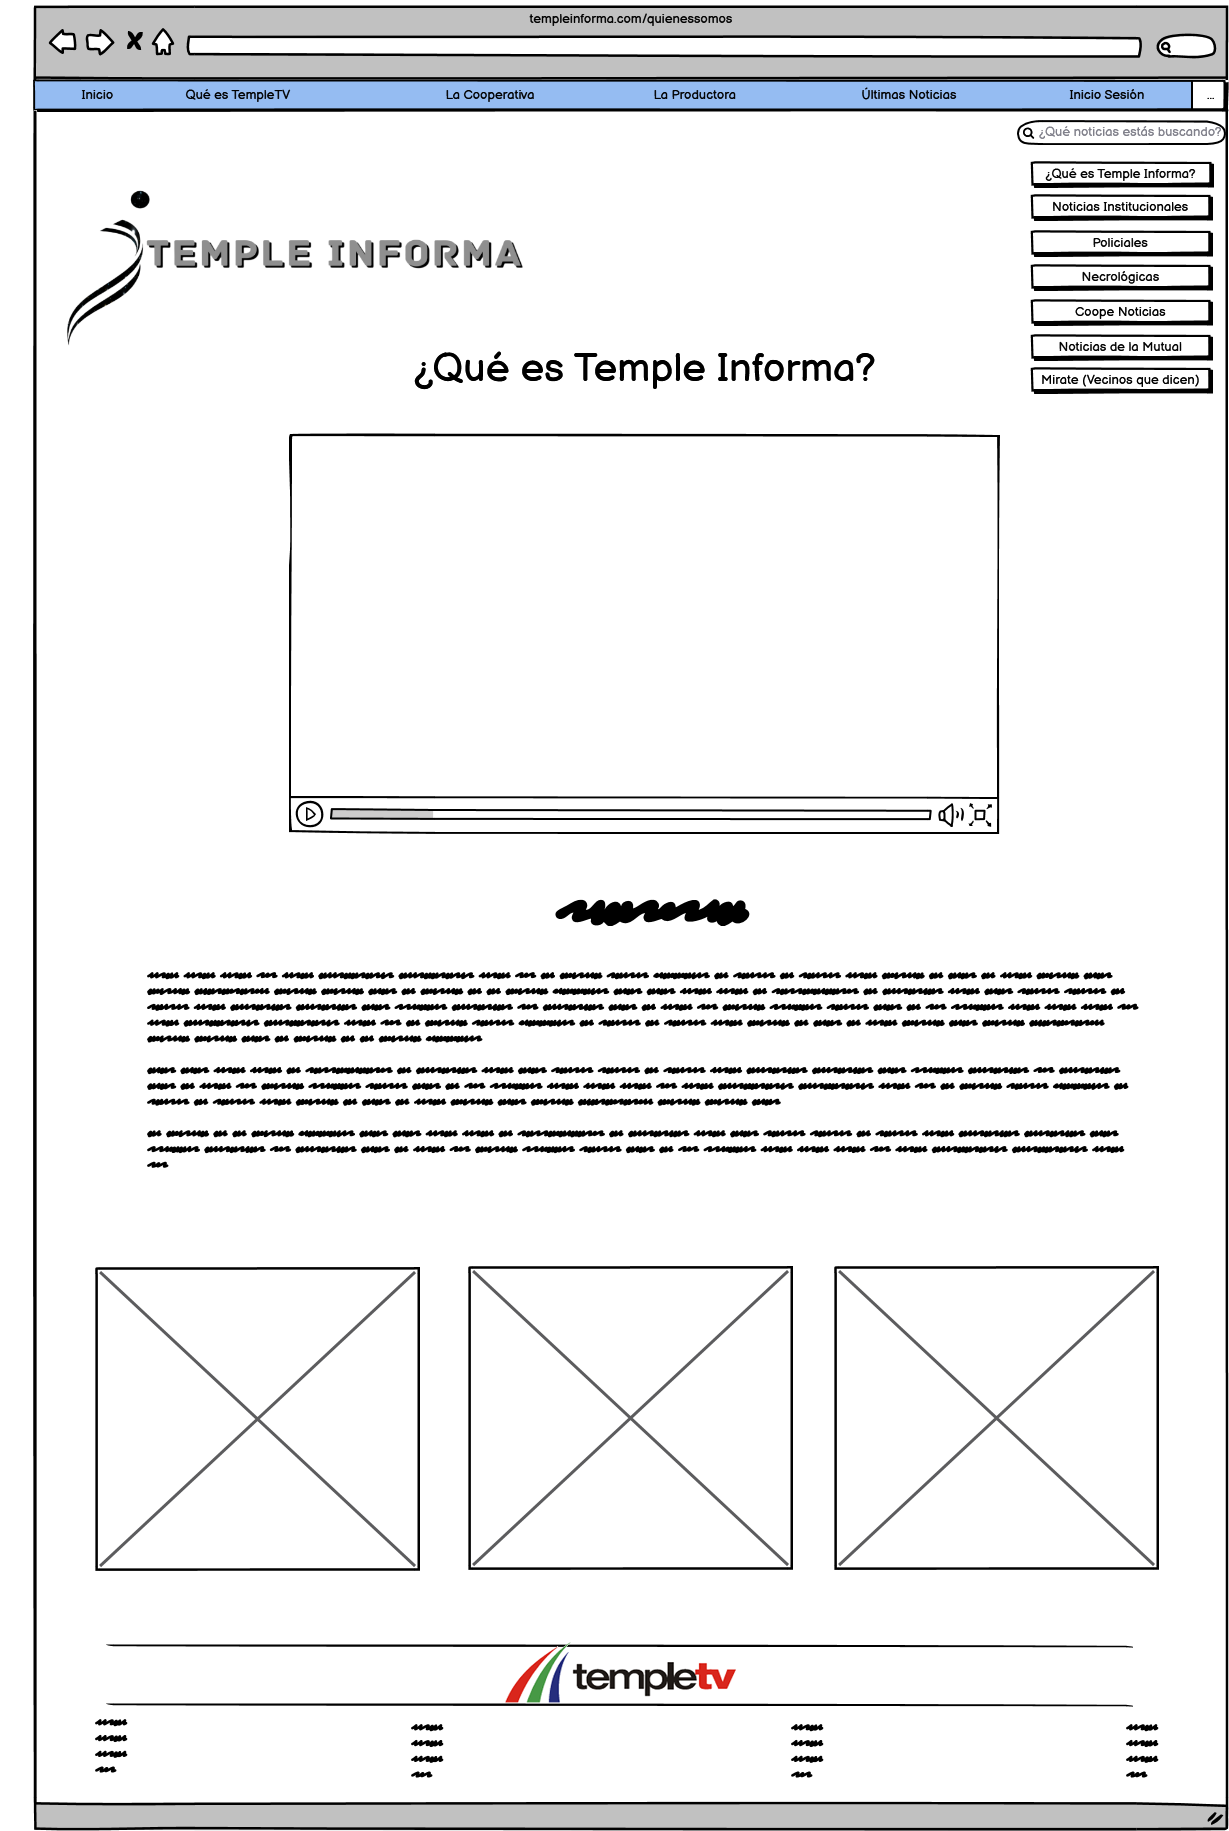 templeinforma.com/quienessomos
Inicio
Qué es TempleTV
La Cooperativa
La Productora
Últimas Noticias
Inicio Sesión
...
¿Qué noticias estás buscando?
¿Qué es Temple Informa?
Noticias Institucionales
Policiales
Necrológicas
Coope Noticias
Noticias de la Mutual
Mirate (Vecinos que dicen)
TEMPLE INFORMA
¿Qué es Temple Informa?
templetv